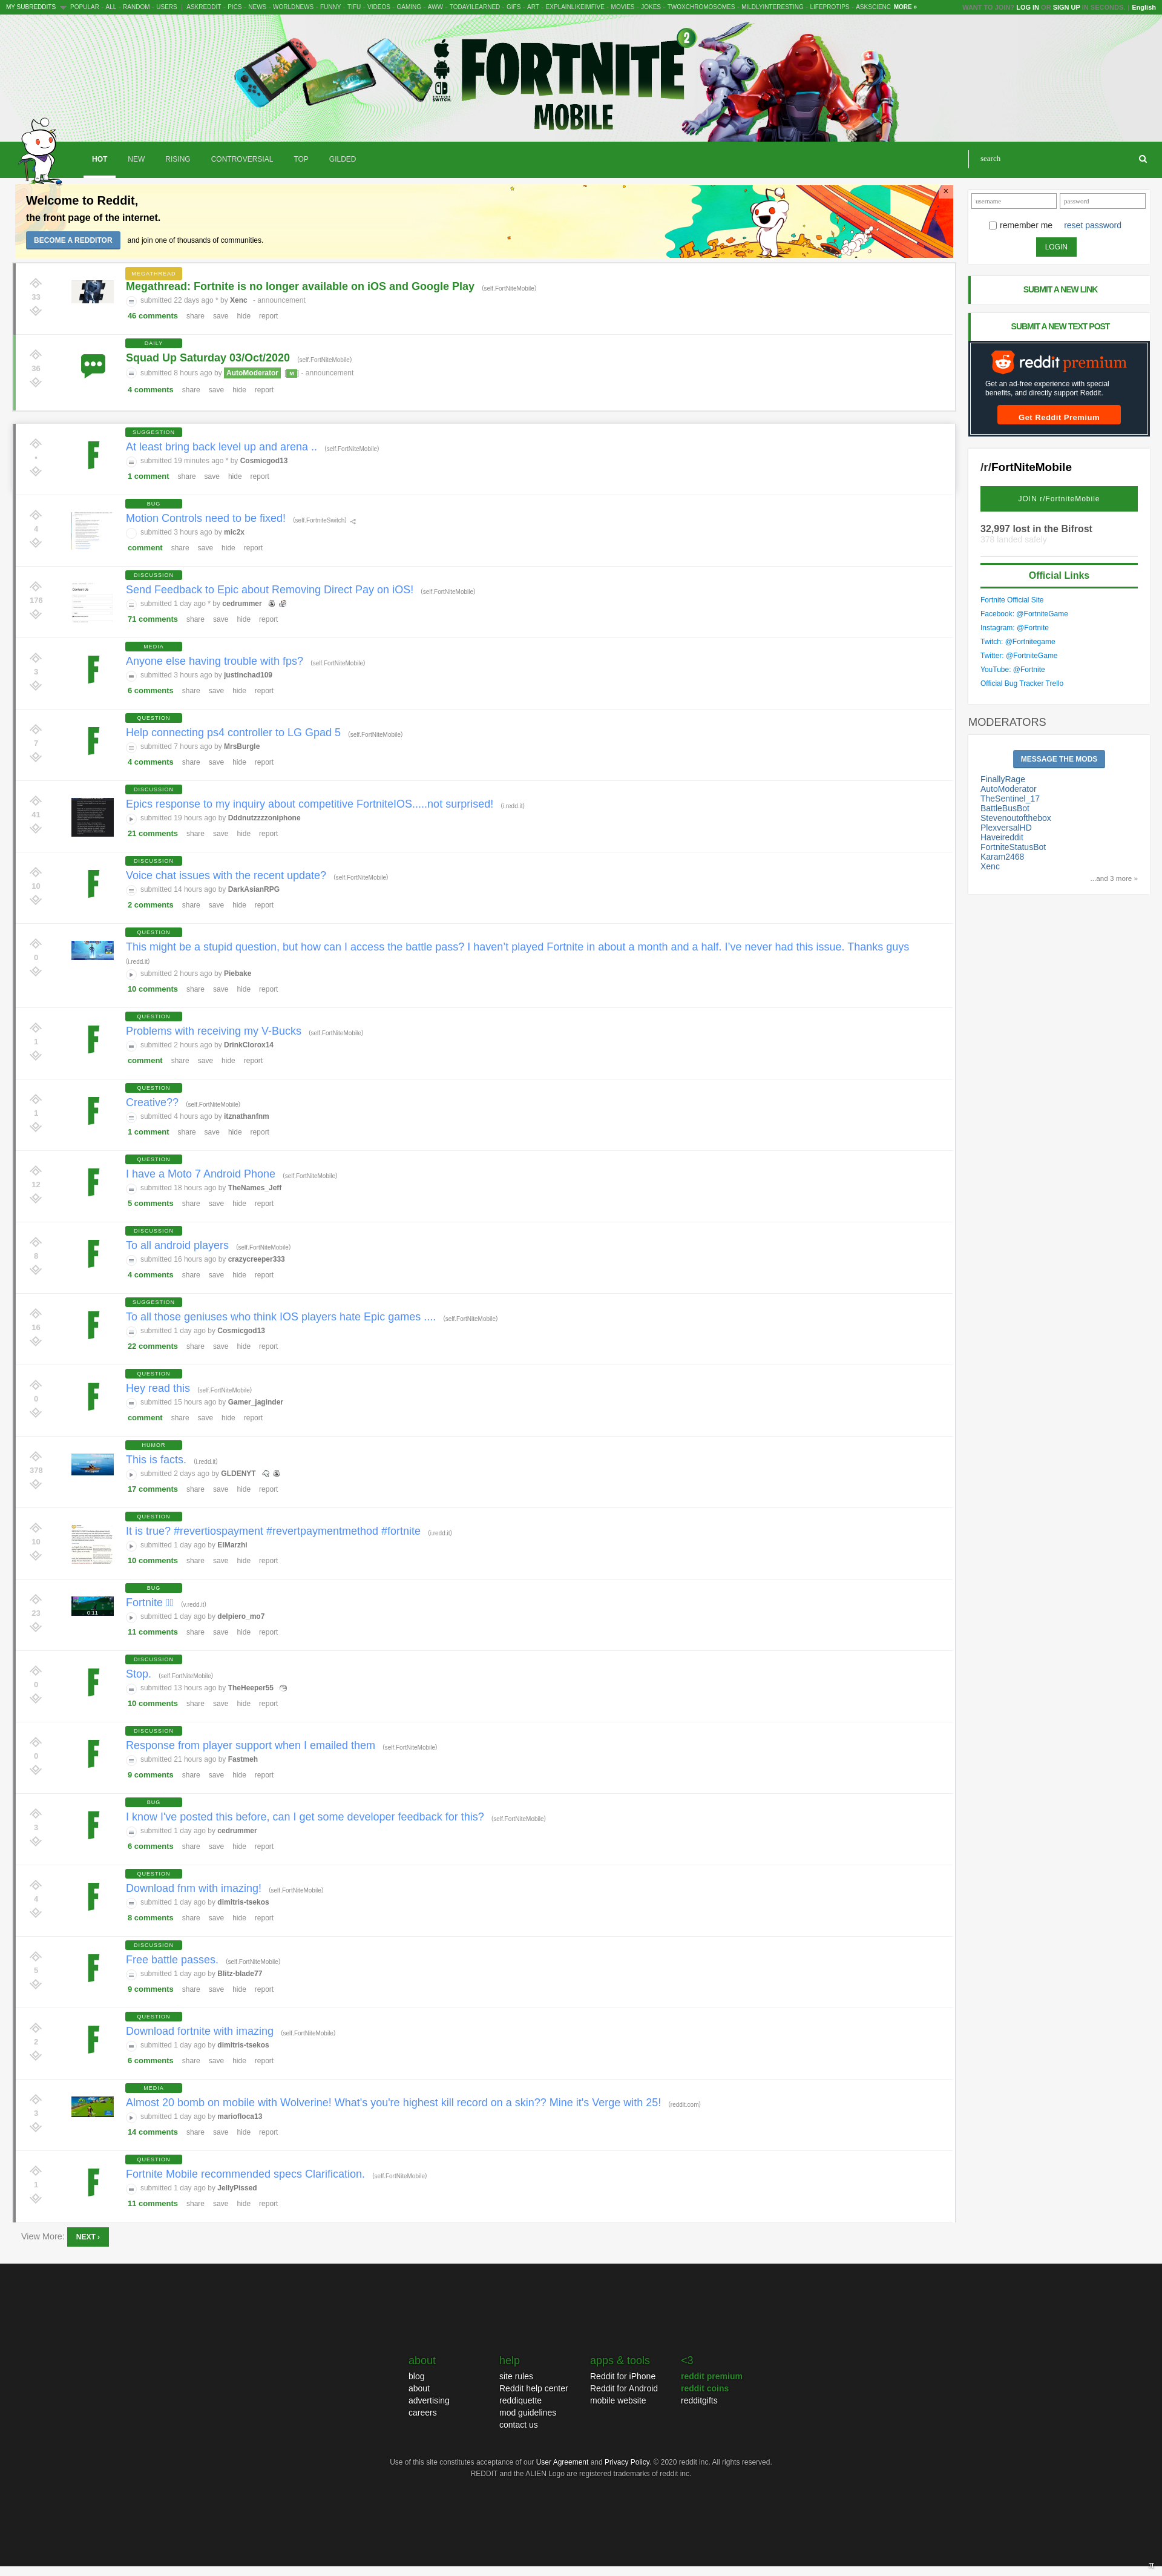 MY SUBREDDITS POPULAR ALL RANDOM USERS ASKREDDIT PICS NEWS WORLDNEWS FUNNY TIFU VIDEOS GAMING AWW TODAYILEARNED GIFS ART EXPLAINLIKEIMFIVE MOVIES JOKES TWOXCHROMOSOMES MILDLYINTERESTING LIFEPROTIPS ASKSCIENC MORE »
WANT TO JOIN? LOG IN OR SIGN UP IN SECONDS. | English
FORTNITE 2
MOBILE
HOT NEW RISING CONTROVERSIAL TOP GILDED
search
Welcome to Reddit,
the front page of the internet.
BECOME A REDDITOR and join one of thousands of communities.
×
username password
remember me reset password
LOGIN
SUBMIT A NEW LINK
SUBMIT A NEW TEXT POST
reddit premium
Get an ad-free experience with special
benefits, and directly support Reddit.
Get Reddit Premium
/r/FortNiteMobile
JOIN r/FortniteMobile
32,997 lost in the Bifrost
378 landed safely
Official Links
Fortnite Official Site
Facebook: @FortniteGame
Instagram: @Fortnite
Twitch: @Fortnitegame
Twitter: @FortniteGame
YouTube: @Fortnite
Official Bug Tracker Trello
MODERATORS
MESSAGE THE MODS
FinallyRage
AutoModerator
TheSentinel_17
BattleBusBot
Stevenoutofthebox
PlexversalHD
Haveireddit
FortniteStatusBot
Karam2468
Xenc
...and 3 more »
MEGATHREAD
33
Megathread: Fortnite is no longer available on iOS and Google Play (self.FortNiteMobile)
submitted 22 days ago * by Xenc - announcement
46 comments share save hide report
DAILY
36
Squad Up Saturday 03/Oct/2020 (self.FortNiteMobile)
submitted 8 hours ago by AutoModerator [M] - announcement
4 comments share save hide report
SUGGESTION
•
At least bring back level up and arena .. (self.FortNiteMobile)
submitted 19 minutes ago * by Cosmicgod13
1 comment share save hide report
BUG
4
Motion Controls need to be fixed! (self.FortniteSwitch)
submitted 3 hours ago by mic2x
comment share save hide report
DISCUSSION
176
Send Feedback to Epic about Removing Direct Pay on iOS! (self.FortNiteMobile)
submitted 1 day ago * by cedrummer
71 comments share save hide report
MEDIA
3
Anyone else having trouble with fps? (self.FortNiteMobile)
submitted 3 hours ago by justinchad109
6 comments share save hide report
QUESTION
7
Help connecting ps4 controller to LG Gpad 5 (self.FortNiteMobile)
submitted 7 hours ago by MrsBurgle
4 comments share save hide report
DISCUSSION
41
Epics response to my inquiry about competitive FortniteIOS.....not surprised! (i.redd.it)
submitted 19 hours ago by Dddnutzzzzoniphone
21 comments share save hide report
DISCUSSION
10
Voice chat issues with the recent update? (self.FortNiteMobile)
submitted 14 hours ago by DarkAsianRPG
2 comments share save hide report
QUESTION
0
This might be a stupid question, but how can I access the battle pass? I haven’t played Fortnite in about a month and a half. I’ve never had this issue. Thanks guys
(i.redd.it)
submitted 2 hours ago by Piebake
10 comments share save hide report
QUESTION
1
Problems with receiving my V-Bucks (self.FortNiteMobile)
submitted 2 hours ago by DrinkClorox14
comment share save hide report
QUESTION
1
Creative?? (self.FortNiteMobile)
submitted 4 hours ago by itznathanfnm
1 comment share save hide report
QUESTION
12
I have a Moto 7 Android Phone (self.FortNiteMobile)
submitted 18 hours ago by TheNames_Jeff
5 comments share save hide report
DISCUSSION
8
To all android players (self.FortNiteMobile)
submitted 16 hours ago by crazycreeper333
4 comments share save hide report
SUGGESTION
16
To all those geniuses who think IOS players hate Epic games .... (self.FortNiteMobile)
submitted 1 day ago by Cosmicgod13
22 comments share save hide report
QUESTION
0
Hey read this (self.FortNiteMobile)
submitted 15 hours ago by Gamer_jaginder
comment share save hide report
HUMOR
378
This is facts. (i.redd.it)
submitted 2 days ago by GLDENYT
17 comments share save hide report
QUESTION
10
It is true? #revertiospayment #revertpaymentmethod #fortnite (i.redd.it)
submitted 1 day ago by ElMarzhi
10 comments share save hide report
BUG
23
0:11
Fortnite (v.redd.it)
submitted 1 day ago by delpiero_mo7
11 comments share save hide report
DISCUSSION
0
Stop. (self.FortNiteMobile)
submitted 13 hours ago by TheHeeper55
10 comments share save hide report
DISCUSSION
0
Response from player support when I emailed them (self.FortNiteMobile)
submitted 21 hours ago by Fastmeh
9 comments share save hide report
BUG
3
I know I've posted this before, can I get some developer feedback for this? (self.FortNiteMobile)
submitted 1 day ago by cedrummer
6 comments share save hide report
QUESTION
4
Download fnm with imazing! (self.FortNiteMobile)
submitted 1 day ago by dimitris-tsekos
8 comments share save hide report
DISCUSSION
5
Free battle passes. (self.FortNiteMobile)
submitted 1 day ago by Blitz-blade77
9 comments share save hide report
QUESTION
2
Download fortnite with imazing (self.FortNiteMobile)
submitted 1 day ago by dimitris-tsekos
6 comments share save hide report
MEDIA
3
Almost 20 bomb on mobile with Wolverine! What's you're highest kill record on a skin?? Mine it's Verge with 25! (reddit.com)
submitted 1 day ago by mariofloca13
14 comments share save hide report
QUESTION
1
Fortnite Mobile recommended specs Clarification. (self.FortNiteMobile)
submitted 1 day ago by JellyPissed
11 comments share save hide report
View More: NEXT ›
about
blog
about
advertising
careers
help
site rules
Reddit help center
reddiquette
mod guidelines
contact us
apps & tools
Reddit for iPhone
Reddit for Android
mobile website
<3
reddit premium
reddit coins
redditgifts
Use of this site constitutes acceptance of our User Agreement and Privacy Policy. © 2020 reddit inc. All rights reserved.
REDDIT and the ALIEN Logo are registered trademarks of reddit inc.
π